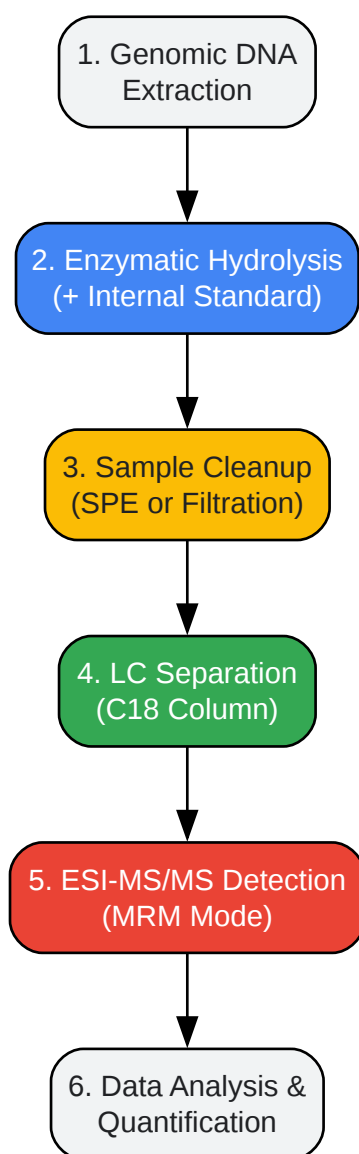 1. Genomic DNA
Extraction
2. Enzymatic Hydrolysis
(+ Internal Standard)
3. Sample Cleanup
(SPE or Filtration)
4. LC Separation
(C18 Column)
5. ESI-MS/MS Detection
(MRM Mode)
6. Data Analysis &
Quantification